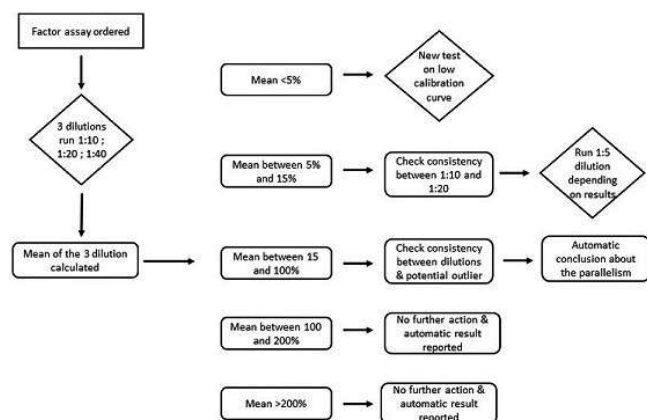 Factor assay ordered
3 dilutions
run 1:10 ;
1:20 ; 1:40
Mean of the 3 dilution
calculated
Mean <5%
New test
on low
calibration
curve
Mean between 5%
and 15%
Check consistency
between 1:10 and
1:20
Run 1:5
dilution
depending
on results
Mean between 15
and 100%
Check consistency
between dilutions
& potential outlier
Automatic
conclusion about
the parallelism
Mean between 100
and 200%
No further action &
automatic result
reported
Mean >200%
No further action &
automatic result
reported